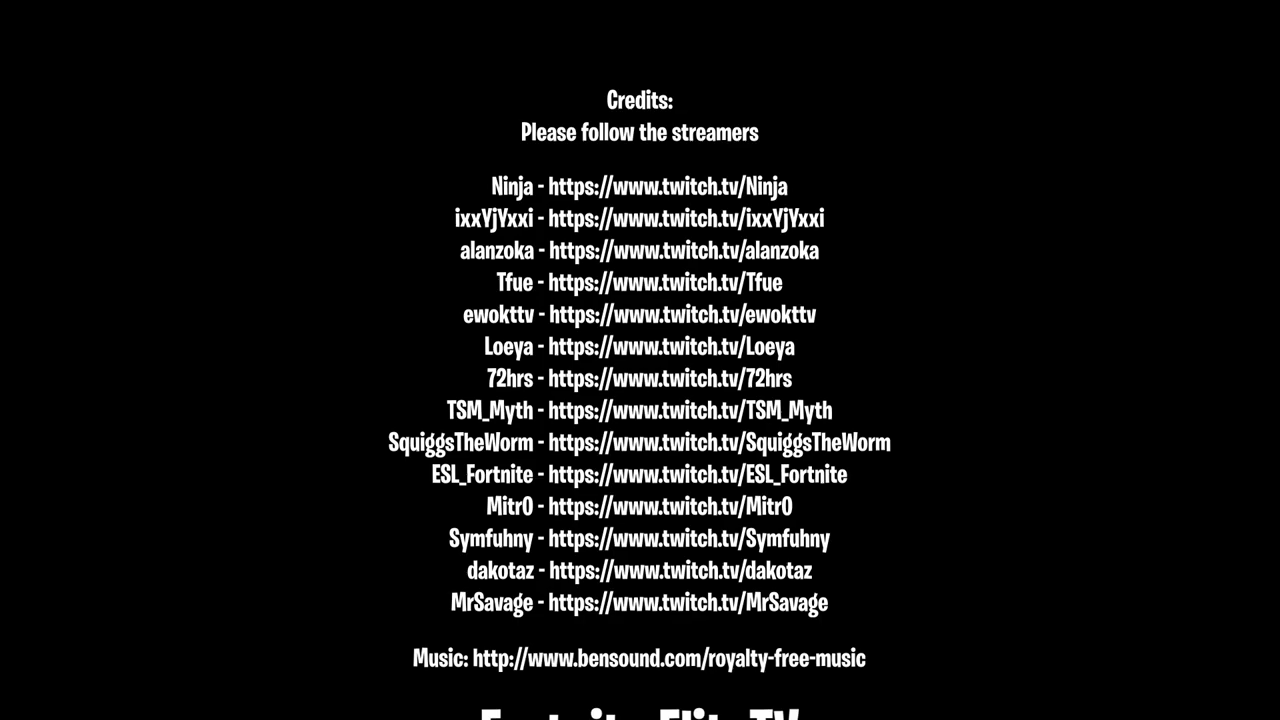 Credits:
Please follow the streamers
Ninja - https://www.twitch.tv/Ninja
ixxYjYxxi - https://www.twitch.tv/ixxYjYxxi
alanzoka - https://www.twitch.tv/alanzoka
Tfue - https://www.twitch.tv/Tfue
ewokttv - https://www.twitch.tv/ewokttv
Loeya - https://www.twitch.tv/Loeya
72hrs - https://www.twitch.tv/72hrs
TSM_Myth - https://www.twitch.tv/TSM_Myth
SquiggsTheWorm - https://www.twitch.tv/SquiggsTheWorm
ESL_Fortnite - https://www.twitch.tv/ESL_Fortnite
Mitr0 - https://www.twitch.tv/Mitr0
Symfuhny - https://www.twitch.tv/Symfuhny
dakotaz - https://www.twitch.tv/dakotaz
MrSavage - https://www.twitch.tv/MrSavage
Music: http://www.bensound.com/royalty-free-music